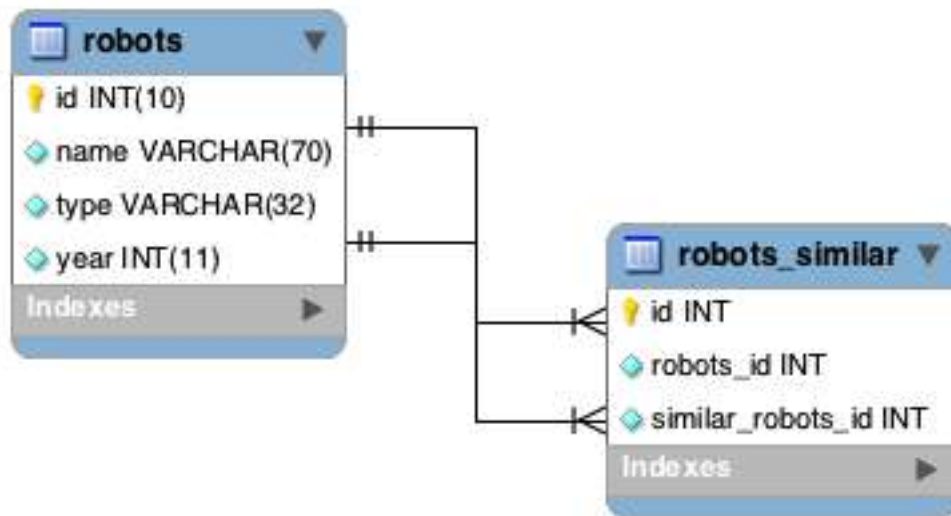 robots
id INT(10)
name VARCHAR(70)
type VARCHAR(32)
year INT(11)
Indexes
robots_similar
id INT
robots_id INT
similar_robots_id INT
Indexes